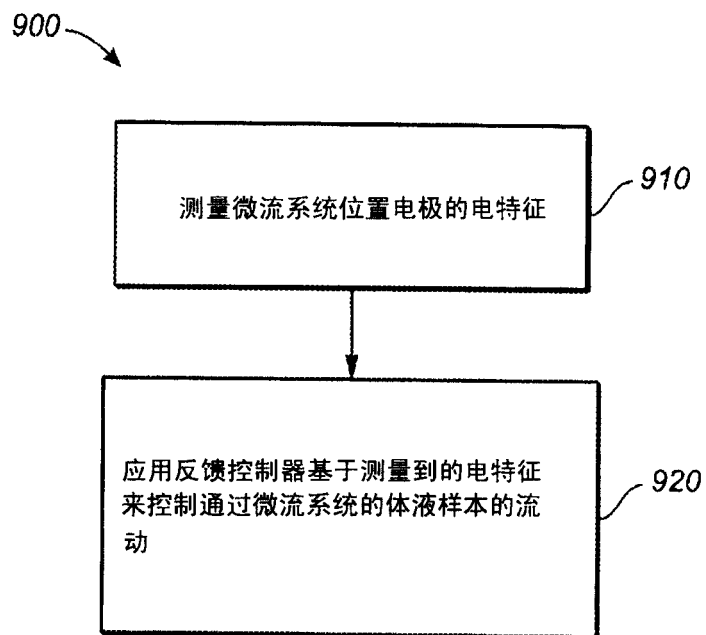 900
测量微流系统位置电极的电特征
910
应用反馈控制器基于测量到的电特征
来控制通过微流系统的体液样本的流
动
920